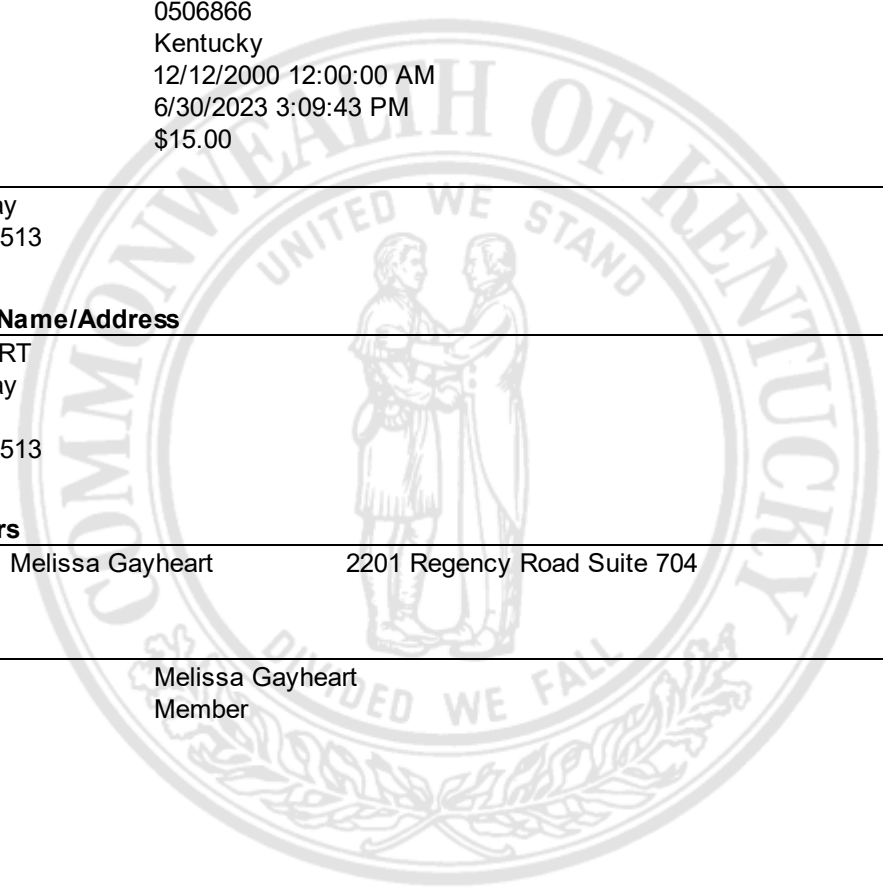 0506866
Kentucky
12/12/2000 12:00:00 AM
6/30/2023 3:09:43 PM
$15.00
ay
513
Name/Address
RT
ay
513
rs
Melissa Gayheart 2201 Regency Road Suite 704
Melissa Gayheart
Member
COMMONWEALTH OF KENTUCKY
UNITED WE STAND
DIVIDED WE FALL